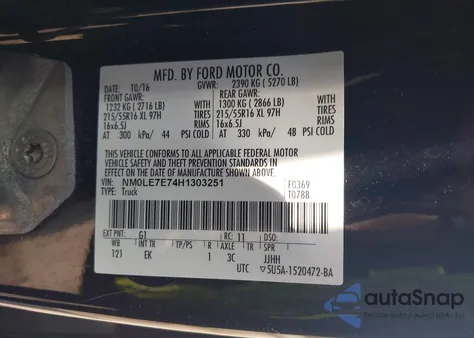 MFD. BY FORD MOTOR CO.
DATE: 10/16 GVWR: 2390 KG ( 5270 LB)
FRONT GAWR: REAR GAWR:
1232 KG ( 2716 LB) WITH 1300 KG ( 2866 LB) WITH
215/55R16 XL 97H TIRES 215/55R16 XL 97H TIRES
16x6.5J RIMS 16x6.5J RIMS
AT 300 kPa/ 44 PSI COLD AT 330 kPa/ 48 PSI COLD
THIS VEHICLE CONFORMS TO ALL APPLICABLE FEDERAL MOTOR
VEHICLE SAFETY AND THEFT PREVENTION STANDARDS IN
EFFECT ON THE DATE OF MANUFACTURE SHOWN ABOVE.
VIN: NM0LE7E74H1303251 F0369
TYPE: Truck T0788
EXT PNT: G1 RC: 11 DSO:
WB INT TR TP/PS R AXLE TR SPR
121 EK 1 3C JJHH
UTC 5U5A-1520472-BA
autoSnap